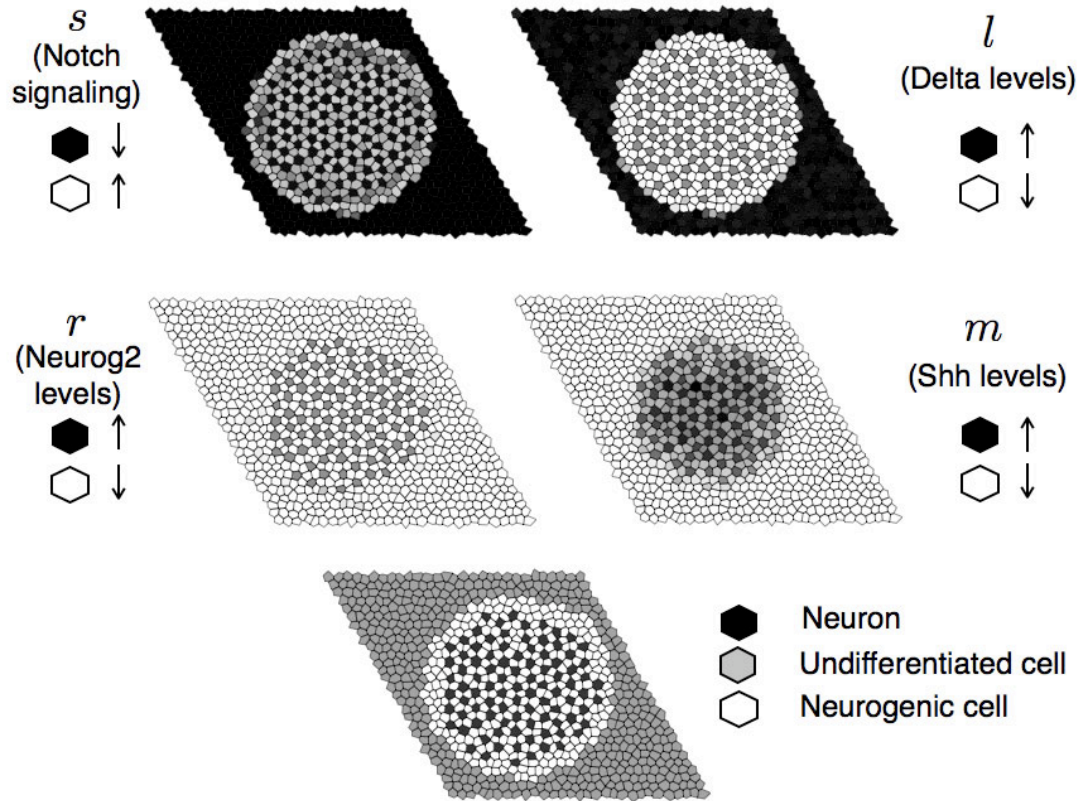 s
(Notch
signaling)
l
(Delta levels)
r
(Neurog2
levels)
m
(Shh levels)
Neuron
Undifferentiated cell
Neurogenic cell